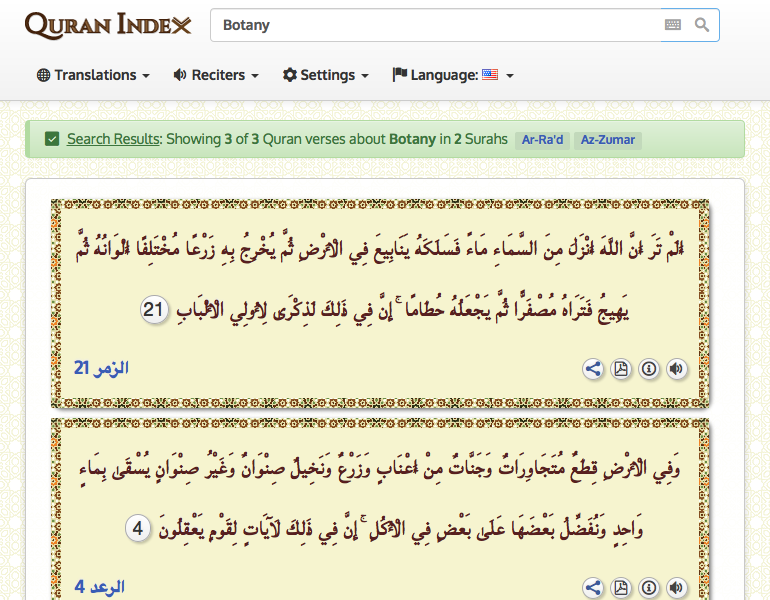 QURAN INDEX
Botany
Translations
Reciters
Settings
Language:
Search Results: Showing 3 of 3 Quran verses about Botany in 2 Surahs Ar-Ra'd Az-Zumar
أَلَمْ تَرَ أَنَّ اللَّهَ أَنْزَلَ مِنَ السَّمَاءِ مَاءً فَسَلَكَهُ يَنَابِيعَ فِي الْأَرْضِ ثُمَّ يُخْرِجُ بِهِ زَرْعًا مُخْتَلِفًا أَلْوَانُهُ ثُمَّ
يَهِيجُ فَتَرَاهُ مُصْفَرًّا ثُمَّ يَجْعَلُهُ حُطَامًا ۚ إِنَّ فِي ذَٰلِكَ لَذِكْرَىٰ لِأُولِي الْأَلْبَابِ 21
الزمر 21
وَفِي الْأَرْضِ قِطَعٌ مُتَجَاوِرَاتٌ وَجَنَّاتٌ مِنْ أَعْنَابٍ وَزَرْعٌ وَنَخِيلٌ صِنْوَانٌ وَغَيْرُ صِنْوَانٍ يُسْقَىٰ بِمَاءٍ
وَاحِدٍ وَنُفَضِّلُ بَعْضَهَا عَلَىٰ بَعْضٍ فِي الْأُكُلِ ۚ إِنَّ فِي ذَٰلِكَ لَآيَاتٍ لِقَوْمٍ يَعْقِلُونَ 4
الرعد 4